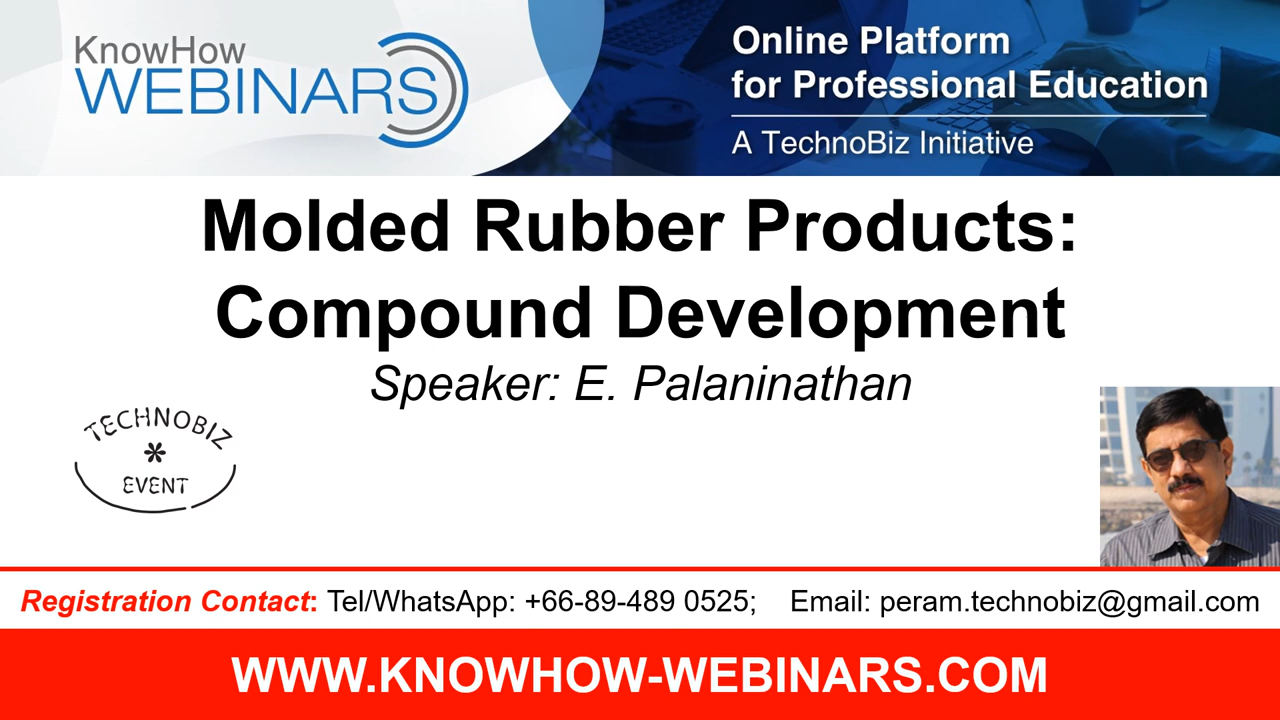 KnowHow
WEBINARS
Online Platform
for Professional Education
A TechnoBiz Initiative
Molded Rubber Products:
Compound Development
Speaker: E. Palaninathan
TECHNOBIZ
*
EVENT
Registration Contact: Tel/WhatsApp: +66-89-489 0525; Email: peram.technobiz@gmail.com
WWW.KNOWHOW-WEBINARS.COM